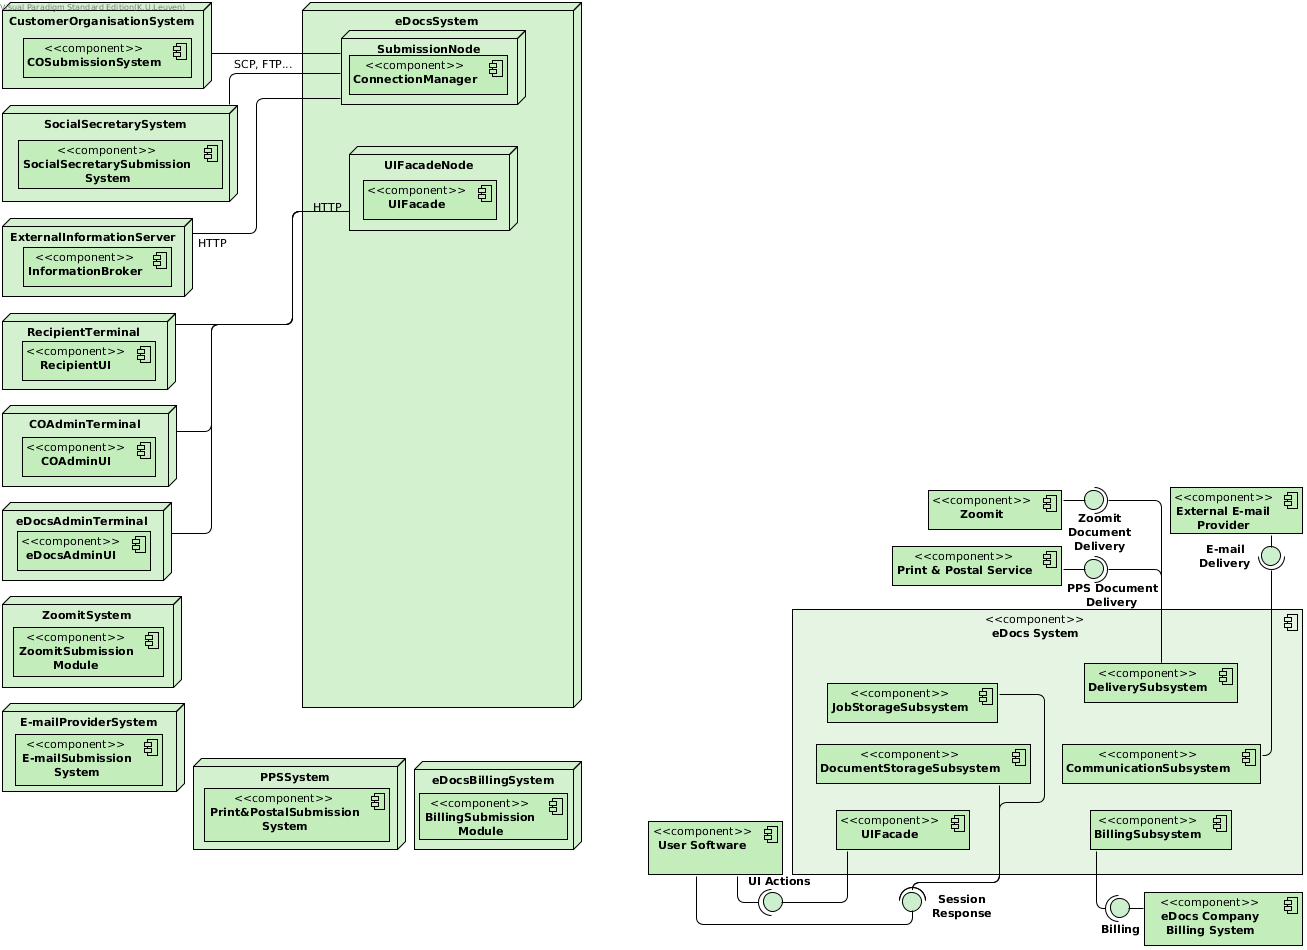 Visual Paradigm Standard Edition(K.U.Leuven)
CustomerOrganisationSystem
<<component>>
COSubmissionSystem
SocialSecretarySystem
<<component>>
SocialSecretarySubmission
System
ExternalInformationServer
<<component>>
InformationBroker
RecipientTerminal
<<component>>
RecipientUI
COAdminTerminal
<<component>>
COAdminUI
eDocsAdminTerminal
<<component>>
eDocsAdminUI
ZoomitSystem
<<component>>
ZoomitSubmission
Module
E-mailProviderSystem
<<component>>
E-mailSubmission
System
PPSSystem
<<component>>
Print&PostalSubmission
System
eDocsBillingSystem
<<component>>
BillingSubmission
Module
SCP, FTP...
HTTP
HTTP
eDocsSystem
SubmissionNode
<<component>>
ConnectionManager
UIFacadeNode
<<component>>
UIFacade
<<component>>
Zoomit
Zoomit
Document
Delivery
<<component>>
External E-mail
Provider
E-mail
Delivery
<<component>>
Print & Postal Service
PPS Document
Delivery
<<component>>
eDocs System
<<component>>
DeliverySubsystem
<<component>>
JobStorageSubsystem
<<component>>
DocumentStorageSubsystem
<<component>>
CommunicationSubsystem
<<component>>
UIFacade
<<component>>
BillingSubsystem
<<component>>
User Software
UI Actions
Session
Response
Billing
<<component>>
eDocs Company
Billing System